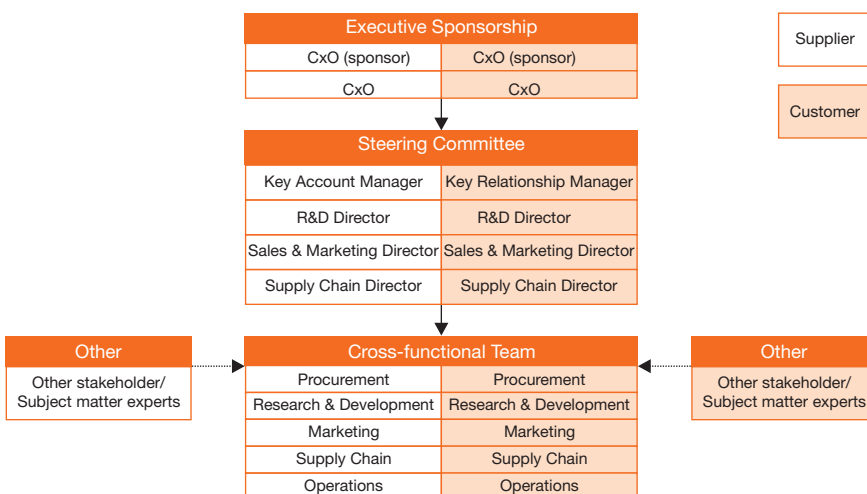 Executive Sponsorship
CxO (sponsor) CxO (sponsor)
CxO CxO
Supplier
Customer
Steering Committee
Key Account Manager Key Relationship Manager
R&D Director R&D Director
Sales & Marketing Director Sales & Marketing Director
Supply Chain Director Supply Chain Director
Other
Other stakeholder/
Subject matter experts
Cross-functional Team
Procurement Procurement
Research & Development Research & Development
Marketing Marketing
Supply Chain Supply Chain
Operations Operations
Other
Other stakeholder/
Subject matter experts